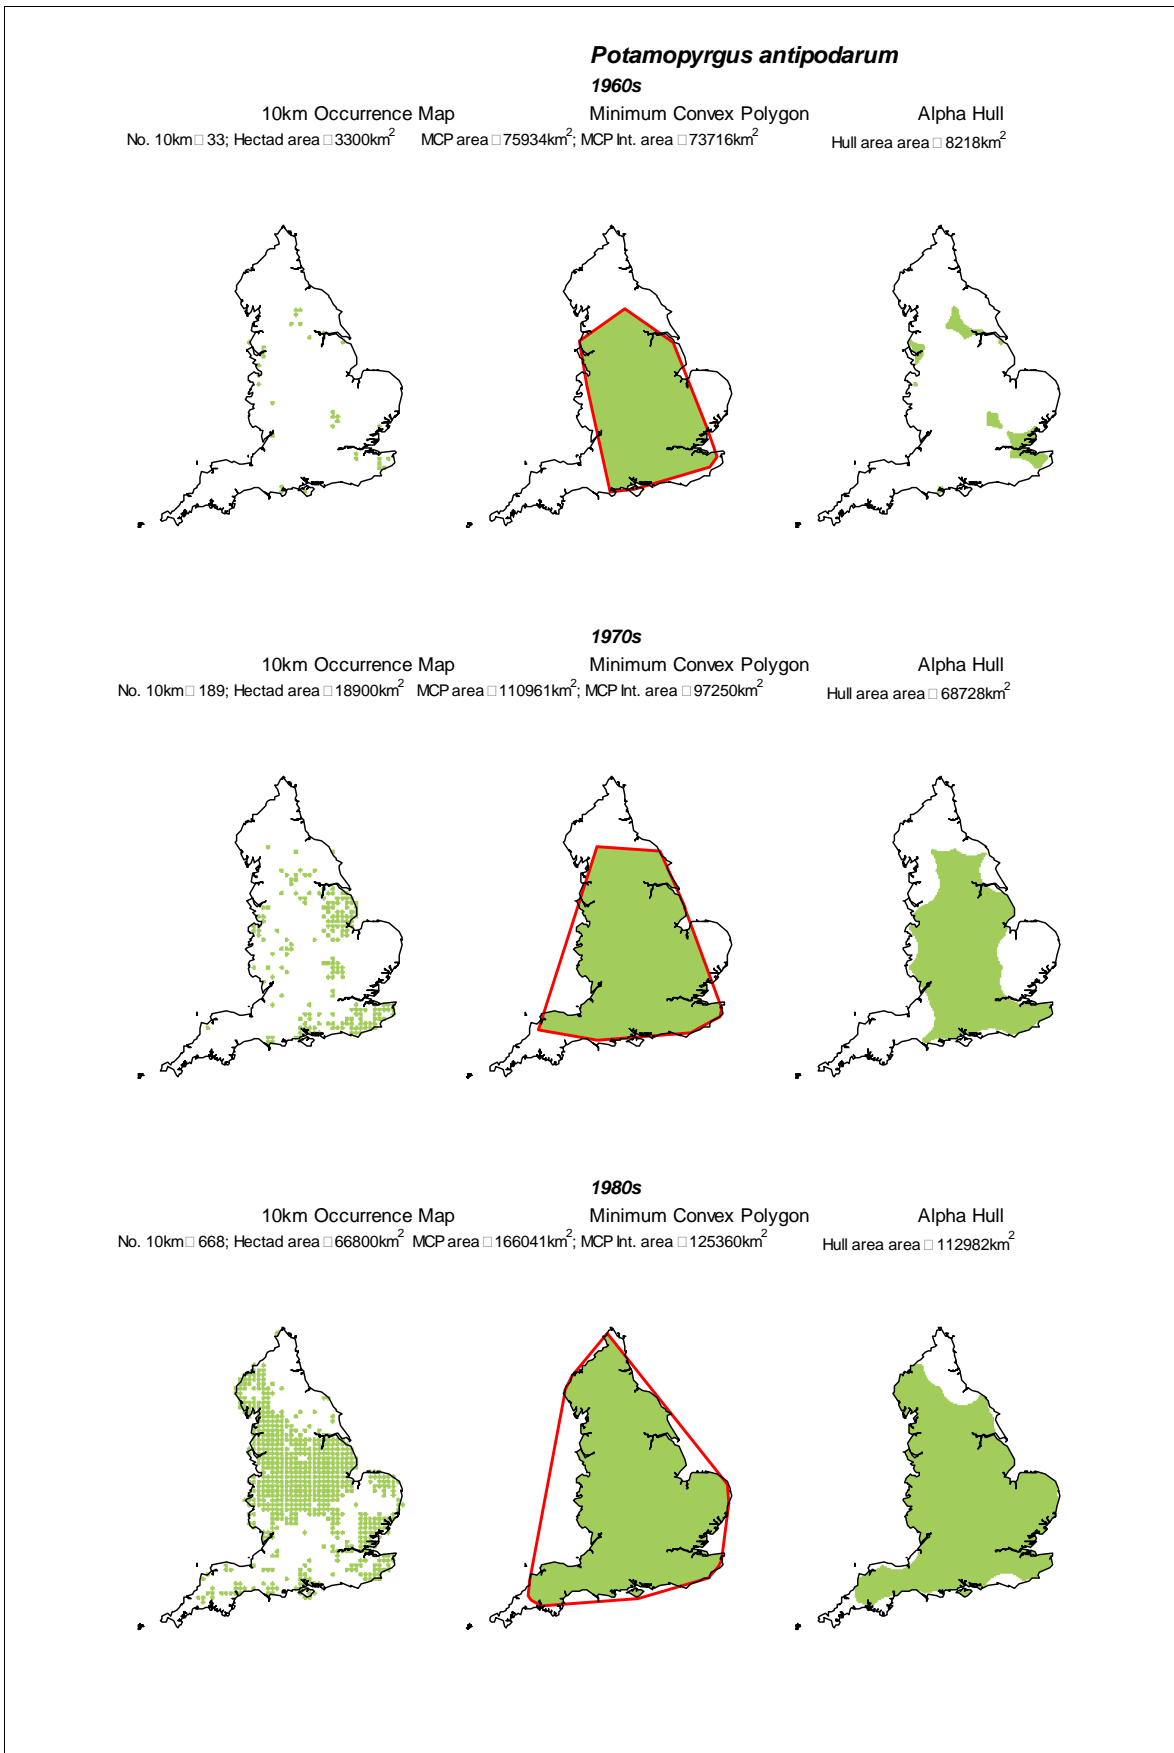 Potamopyrgus antipodarum
1960s
10km Occurrence Map Minimum Convex Polygon Alpha Hull
No. 10km□33; Hectad area□3300km² MCP area□75934km²; MCP Int. area□73716km² Hull area area□8218km²
1970s
10km Occurrence Map Minimum Convex Polygon Alpha Hull
No. 10km□189; Hectad area□18900km² MCP area□110961km²; MCP Int. area□97250km² Hull area area□68728km²
1980s
10km Occurrence Map Minimum Convex Polygon Alpha Hull
No. 10km□668; Hectad area□66800km² MCP area□166041km²; MCP Int. area□125360km² Hull area area□112982km²